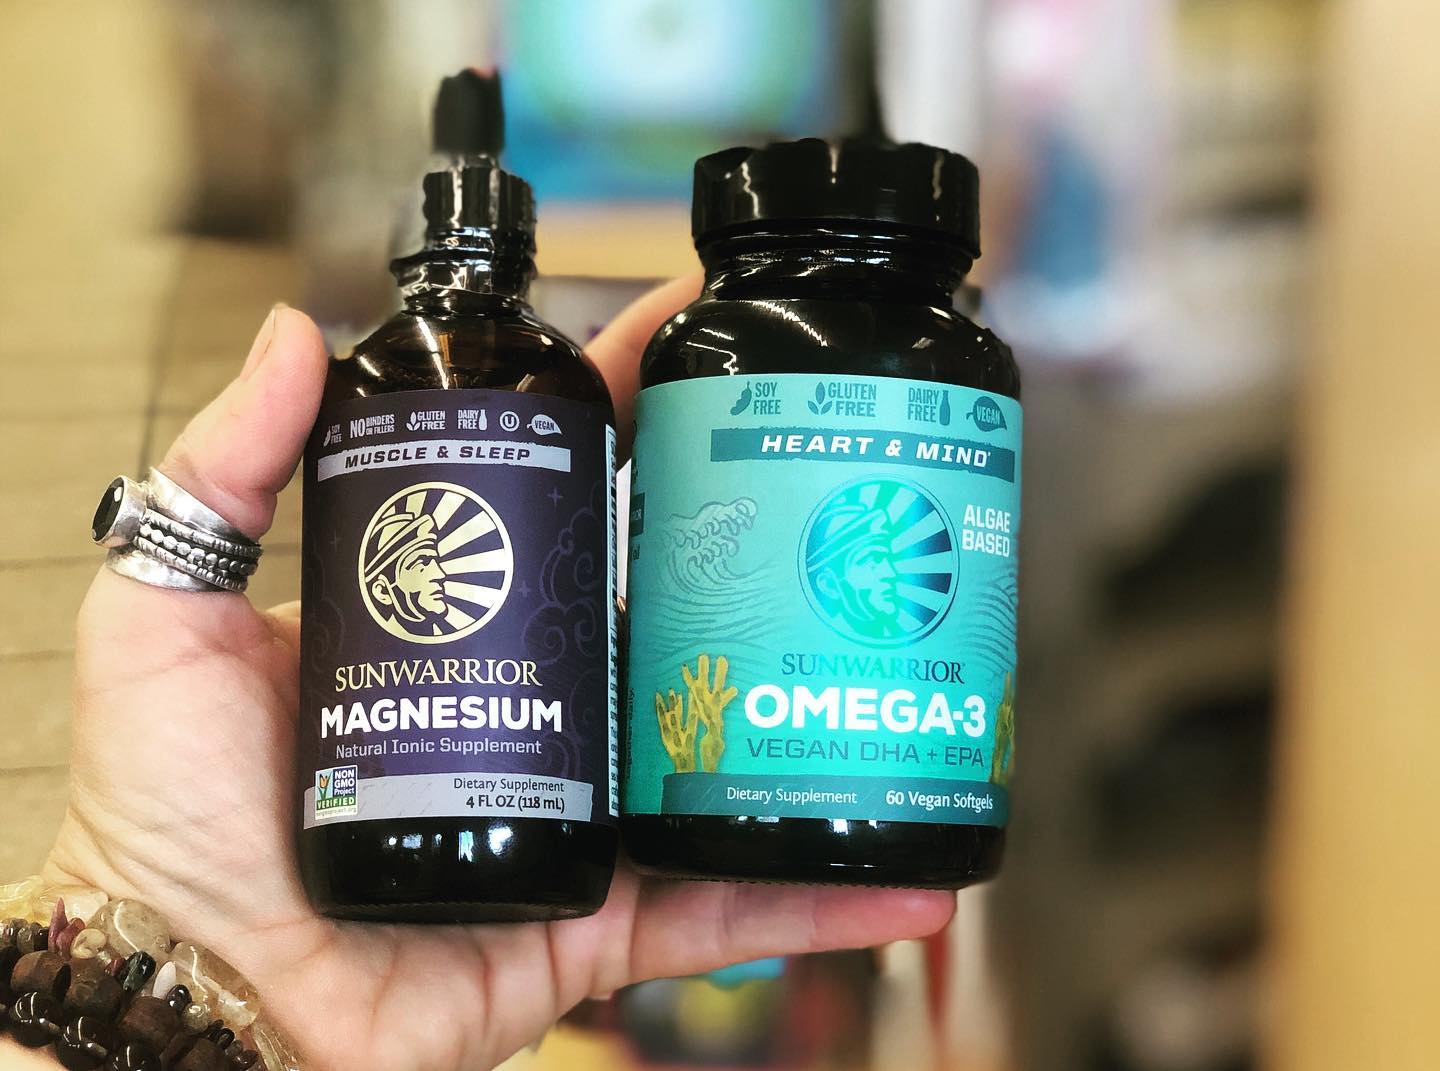 SOY
FREE
NO BINDERS
OR FILLERS
GLUTEN
FREE
DAIRY
FREE
U
VEGAN
MUSCLE & SLEEP
SUNWARRIOR
MAGNESIUM
Natural Ionic Supplement
NON
GMO
Project
VERIFIED
nongmoproject.org
Dietary Supplement
4 FL OZ (118 mL)
SOY
FREE
GLUTEN
FREE
DAIRY
FREE
VEGAN
HEART & MIND*
ALGAE
BASED
SUNWARRIOR®
OMEGA-3
VEGAN DHA + EPA
Dietary Supplement
60 Vegan Softgels